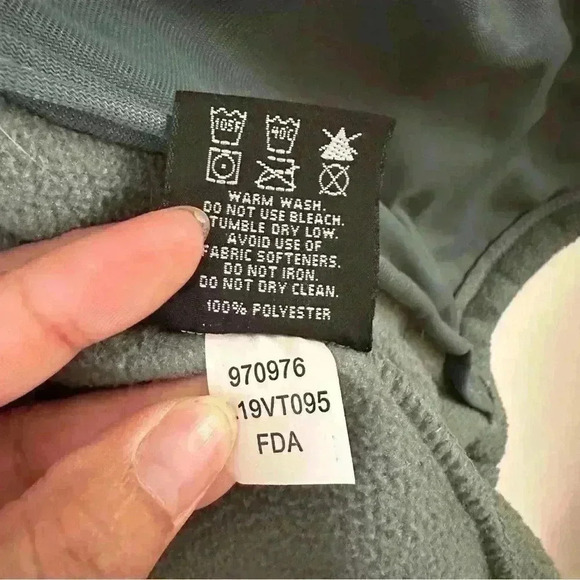 105F 40C
WARM WASH.
DO NOT USE BLEACH.
TUMBLE DRY LOW.
AVOID USE OF
FABRIC SOFTENERS.
DO NOT IRON.
DO NOT DRY CLEAN.
100% POLYESTER
970976
.19VT095
FDA